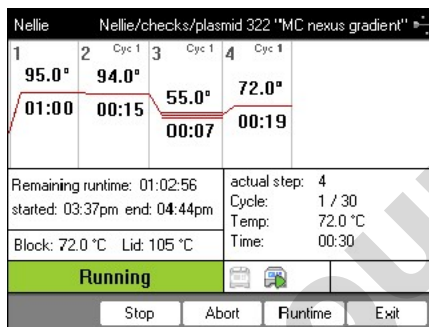 Nellie Nellie/checks/plasmid 322 "MC nexus gradient"
1 2 Cyc 1 3 Cyc 1 4 Cyc 1
95.0° 94.0° 55.0° 72.0°
01:00 00:15 00:07 00:19
Remaining runtime: 01:02:56
started: 03:37pm end: 04:44pm
Block: 72.0 °C Lid: 105 °C
actual step: 4
Cycle: 1 / 30
Temp: 72.0 °C
Time: 00:30
Running
Stop Abort Runtime Exit